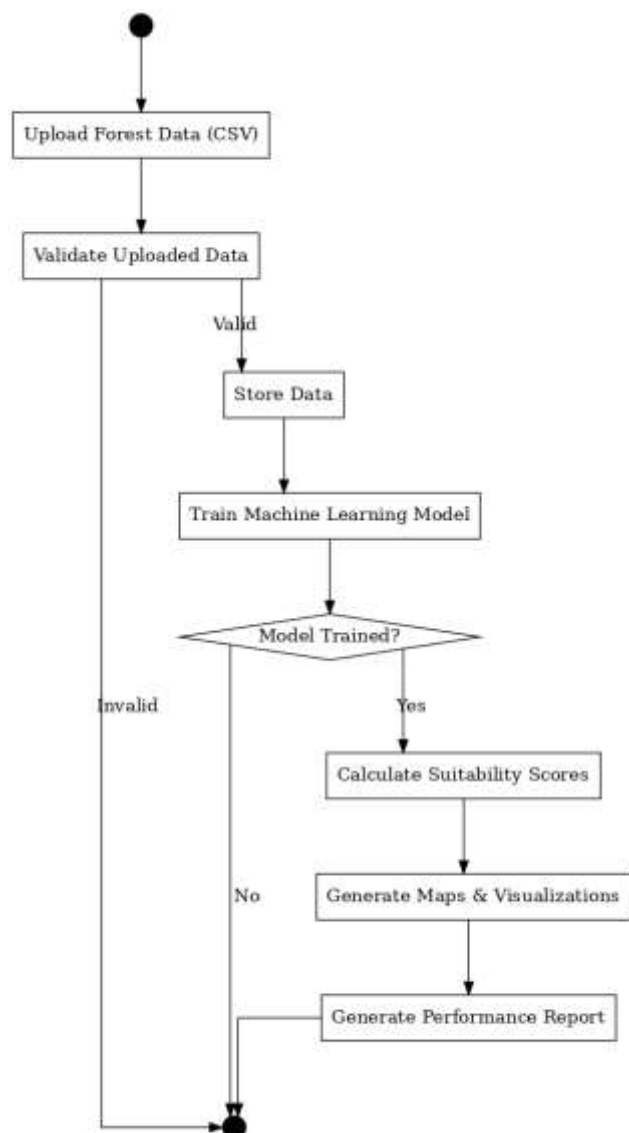 Upload Forest Data (CSV)
Validate Uploaded Data
Valid
Store Data
Train Machine Learning Model
Model Trained?
Invalid
Yes
Calculate Suitability Scores
No
Generate Maps & Visualizations
Generate Performance Report